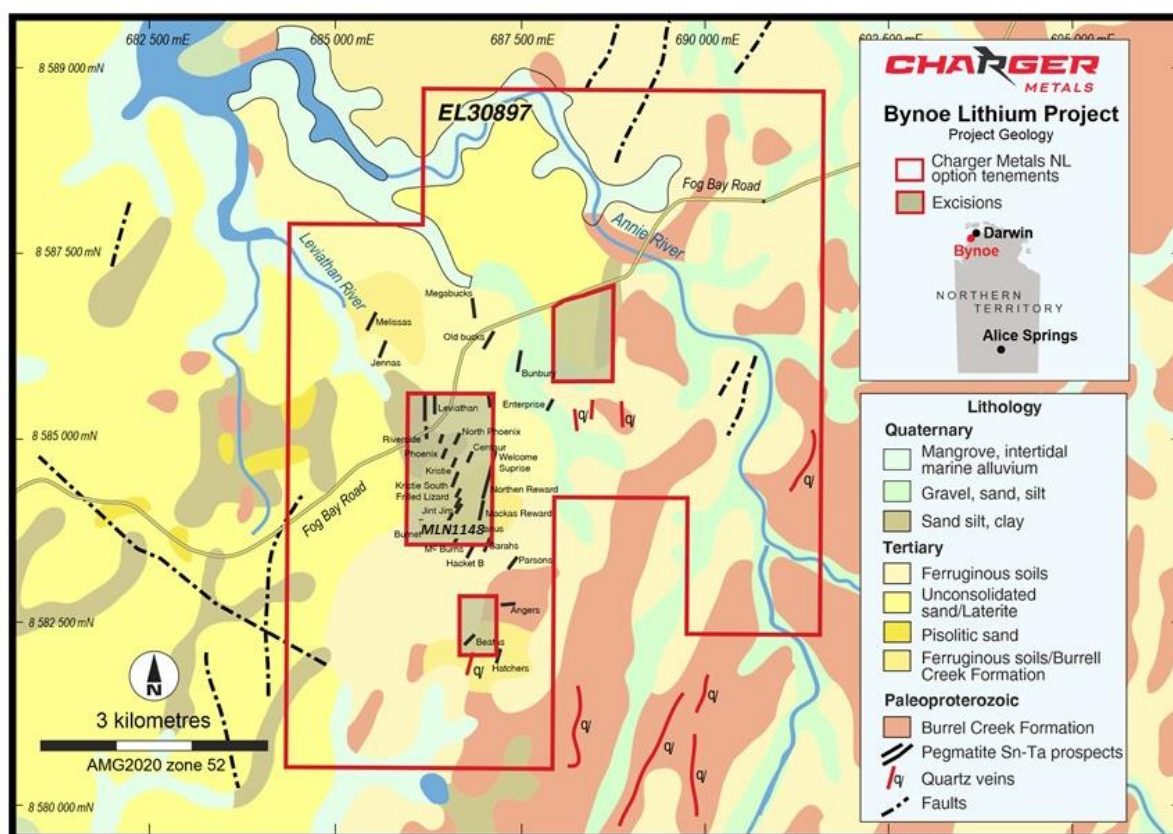 682 500 mE
685 000 mE
687 500 mE
690 000 mE
8 589 000 mN
8 587 500 mN
8 585 000 mN
8 582 500 mN
8 580 000 mN
EL30897
Fog Bay Road
Annie River
Leviathan River
Megabucks
Melissas
Old bucks
Jennas
Bunbury
Enterprise
Leviathan
Riverside
North Phoenix
Phoenix
Centaur
Welcome
Suprise
Kristie
Kristie South
Northen Reward
Frilled Lizard
Jint Jim
Mackas Reward
MLN1148
Mc Burns
Sarahs
Hacket B
Parsons
Angers
Hatchers
Fog Bay Road
q/
q/
q/
q/
q/
q/
q/
q/
N
3 kilometres
AMG2020 zone 52
CHARGER
METALS
Bynoe Lithium Project
Project Geology
Charger Metals NL
option tenements
Excisions
Darwin
Bynoe
NORTHERN
TERRITORY
Alice Springs
Lithology
Quaternary
Mangrove, intertidal
marine alluvium
Gravel, sand, silt
Sand silt, clay
Tertiary
Ferruginous soils
Unconsolidated
sand/Laterite
Pisolitic sand
Ferruginous soils/Burrell
Creek Formation
Paleoproterozoic
Burrel Creek Formation
Pegmatite Sn-Ta prospects
q/ Quartz veins
Faults